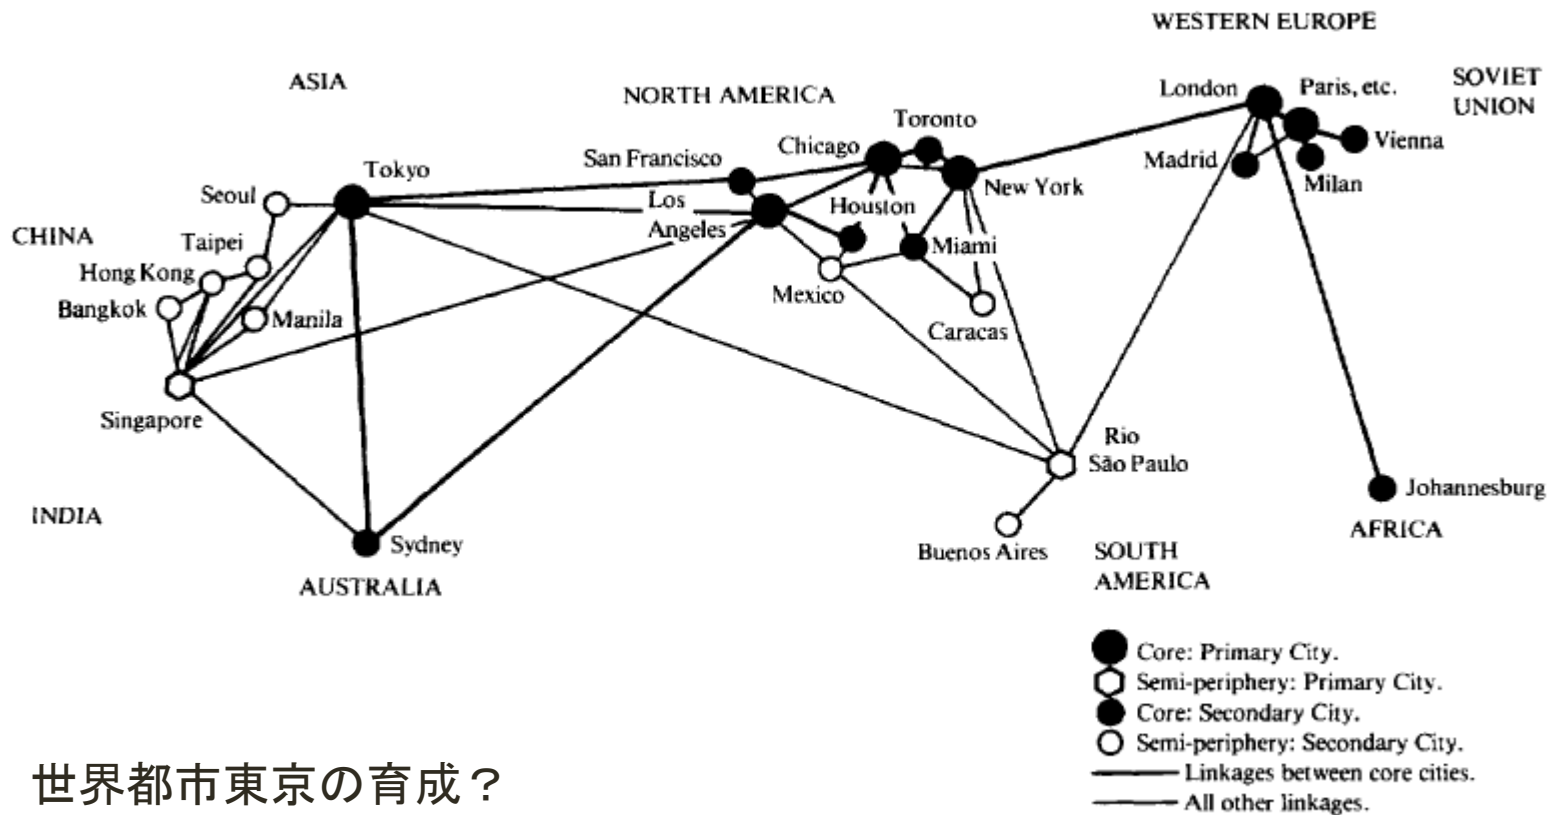 WESTERN EUROPE
ASIA
NORTH AMERICA
SOVIET
UNION
London
Paris, etc.
Toronto
Chicago
San Francisco
Tokyo
Madrid
Vienna
Milan
Seoul
Los
Angeles
Houston
New York
CHINA
Taipei
Miami
Hong Kong
Bangkok
Manila
Mexico
Caracas
Singapore
Rio
São Paulo
Johannesburg
INDIA
AFRICA
Sydney
Buenos Aires
SOUTH
AMERICA
AUSTRALIA
Core: Primary City.
Semi-periphery: Primary City.
Core: Secondary City.
Semi-periphery: Secondary City.
Linkages between core cities.
All other linkages.
世界都市東京の育成？